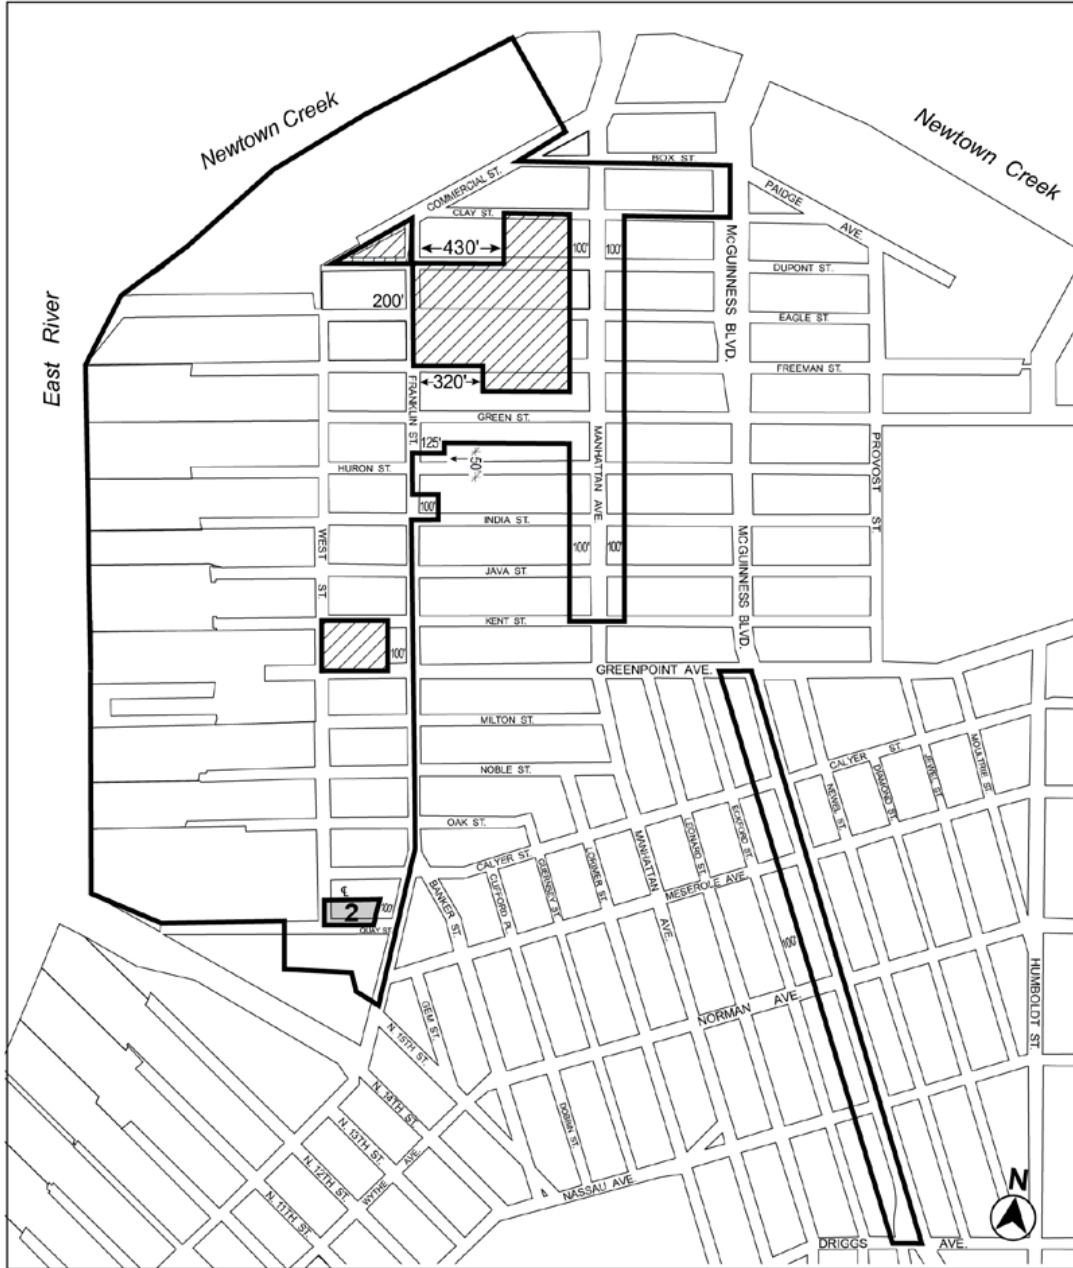 Newtown Creek
Newtown Creek
BOX ST.
COMMERCIAL ST.
PAIDGE
AVE.
CLAY ST.
430'
100'
100'
McGUINNESS BLVD.
DUPONT ST.
200'
East River
EAGLE ST.
FREEMAN ST.
320'
FRANKLIN ST.
GREEN ST.
125'
50'
MANHATTAN AVE.
PROVOST ST.
HURON ST.
100'
INDIA ST.
WEST ST.
100'
100'
MCGUINNESS BLVD.
JAVA ST.
KENT ST.
100'
GREENPOINT AVE.
MILTON ST.
CALYER ST.
MOULTRIE ST.
JEWEL ST.
DIAMOND ST.
NEWEL ST.
NOBLE ST.
OAK ST.
ECKFORD ST.
LEONARD ST.
MANHATTAN AVE.
CALYER ST.
LORIMER ST.
GUERNSEY ST.
CLIFFORD PL.
BANKER ST.
MESEROLE AVE.
℄
2
100'
QUAY ST.
100'
HUMBOLDT ST.
NORMAN AVE.
GEM ST.
N. 15TH ST.
N. 14TH ST.
DOBBIN ST.
N. 13TH ST.
WYTHE AVE.
N. 12TH ST.
N. 11TH ST.
NASSAU AVE.
N
DRIGGS AVE.